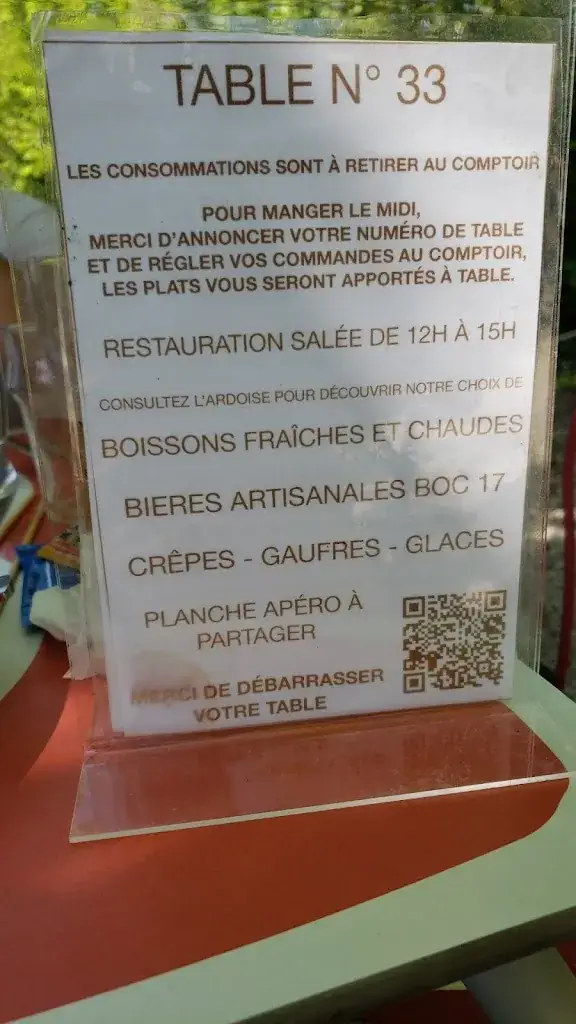 TABLE N° 33
LES CONSOMMATIONS SONT À RETIRER AU COMPTOIR
POUR MANGER LE MIDI,
MERCI D'ANNONCER VOTRE NUMÉRO DE TABLE
ET DE RÉGLER VOS COMMANDES AU COMPTOIR,
LES PLATS VOUS SERONT APPORTÉS À TABLE.
RESTAURATION SALÉE DE 12H À 15H
CONSULTEZ L'ARDOISE POUR DÉCOUVRIR NOTRE CHOIX DE
BOISSONS FRAÎCHES ET CHAUDES
BIERES ARTISANALES BOC 17
CRÊPES - GAUFRES - GLACES
PLANCHE APÉRO À
PARTAGER
MERCI DE DÉBARRASSER
VOTRE TABLE